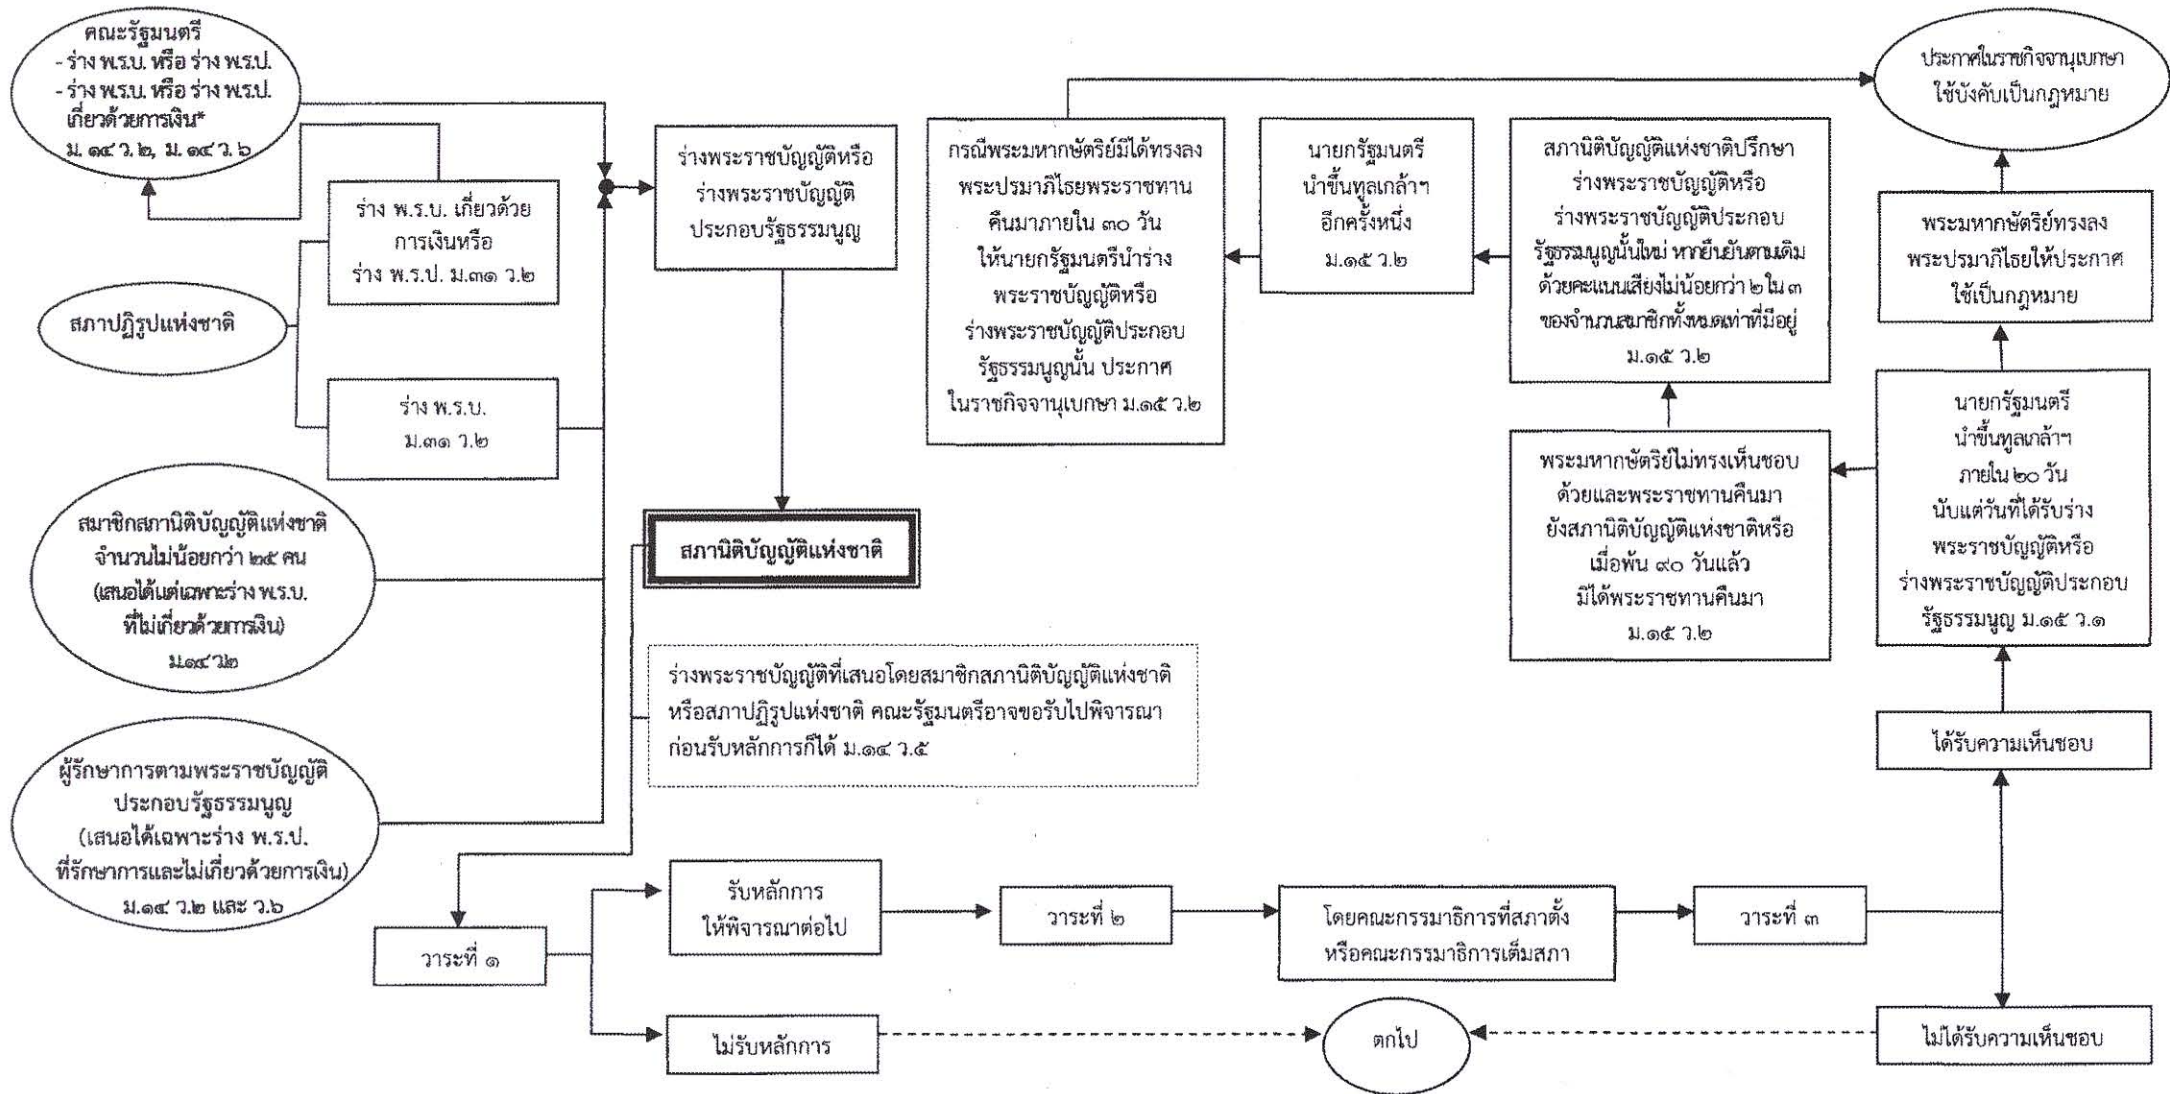 คณะรัฐมนตรี
- ร่าง พ.ร.บ. หรือ ร่าง พ.ร.ป.
- ร่าง พ.ร.บ. หรือ ร่าง พ.ร.ป.
เกี่ยวด้วยการเงิน*
ม. ๑๔ ว. ๒, ม. ๑๔ ว. ๖
ร่าง พ.ร.บ. เกี่ยวด้วย
การเงินหรือ
ร่าง พ.ร.ป. ม.๓๑ ว.๒
สภาปฏิรูปแห่งชาติ
ร่าง พ.ร.บ.
ม.๓๑ ว.๒
สมาชิกสภานิติบัญญัติแห่งชาติ
จำนวนไม่น้อยกว่า ๒๕ คน
(เสนอได้แต่เฉพาะร่าง พ.ร.บ.
ที่ไม่เกี่ยวด้วยการเงิน)
ม.๑๔ ว.๒
ผู้รักษาการตามพระราชบัญญัติ
ประกอบรัฐธรรมนูญ
(เสนอได้เฉพาะร่าง พ.ร.ป.
ที่รักษาการและไม่เกี่ยวด้วยการเงิน)
ม.๑๔ ว.๒ และ ว.๖
ร่างพระราชบัญญัติหรือ
ร่างพระราชบัญญัติ
ประกอบรัฐธรรมนูญ
สภานิติบัญญัติแห่งชาติ
ร่างพระราชบัญญัติที่เสนอโดยสมาชิกสภานิติบัญญัติแห่งชาติ
หรือสภาปฏิรูปแห่งชาติ คณะรัฐมนตรีอาจขอรับไปพิจารณา
ก่อนรับหลักการก็ได้ ม.๑๔ ว.๕
วาระที่ ๑
รับหลักการ
ให้พิจารณาต่อไป
ไม่รับหลักการ
วาระที่ ๒
โดยคณะกรรมาธิการที่สภาตั้ง
หรือคณะกรรมาธิการเต็มสภา
วาระที่ ๓
ตกไป
ไม่ได้รับความเห็นชอบ
ได้รับความเห็นชอบ
นายกรัฐมนตรี
นำขึ้นทูลเกล้าฯ
ภายใน ๒๐ วัน
นับแต่วันที่ได้รับร่าง
พระราชบัญญัติหรือ
ร่างพระราชบัญญัติประกอบ
รัฐธรรมนูญ ม.๑๕ ว.๑
พระมหากษัตริย์ทรงลง
พระปรมาภิไธยให้ประกาศ
ใช้เป็นกฎหมาย
ประกาศในราชกิจจานุเบกษา
ใช้บังคับเป็นกฎหมาย
พระมหากษัตริย์ไม่ทรงเห็นชอบ
ด้วยและพระราชทานคืนมา
ยังสภานิติบัญญัติแห่งชาติหรือ
เมื่อพ้น ๙๐ วันแล้ว
มิได้พระราชทานคืนมา
ม.๑๕ ว.๒
สภานิติบัญญัติแห่งชาติปรึกษา
ร่างพระราชบัญญัติหรือ
ร่างพระราชบัญญัติประกอบ
รัฐธรรมนูญนั้นใหม่ หากยืนยันตามเดิม
ด้วยคะแนนเสียงไม่น้อยกว่า ๒ ใน ๓
ของจำนวนสมาชิกทั้งหมดเท่าที่มีอยู่
ม.๑๕ ว.๒
นายกรัฐมนตรี
นำขึ้นทูลเกล้าฯ
อีกครั้งหนึ่ง
ม.๑๕ ว.๒
กรณีพระมหากษัตริย์มิได้ทรงลง
พระปรมาภิไธยพระราชทาน
คืนมาภายใน ๓๐ วัน
ให้นายกรัฐมนตรีนำร่าง
พระราชบัญญัติหรือ
ร่างพระราชบัญญัติประกอบ
รัฐธรรมนูญนั้น ประกาศ
ในราชกิจจานุเบกษา ม.๑๕ ว.๒